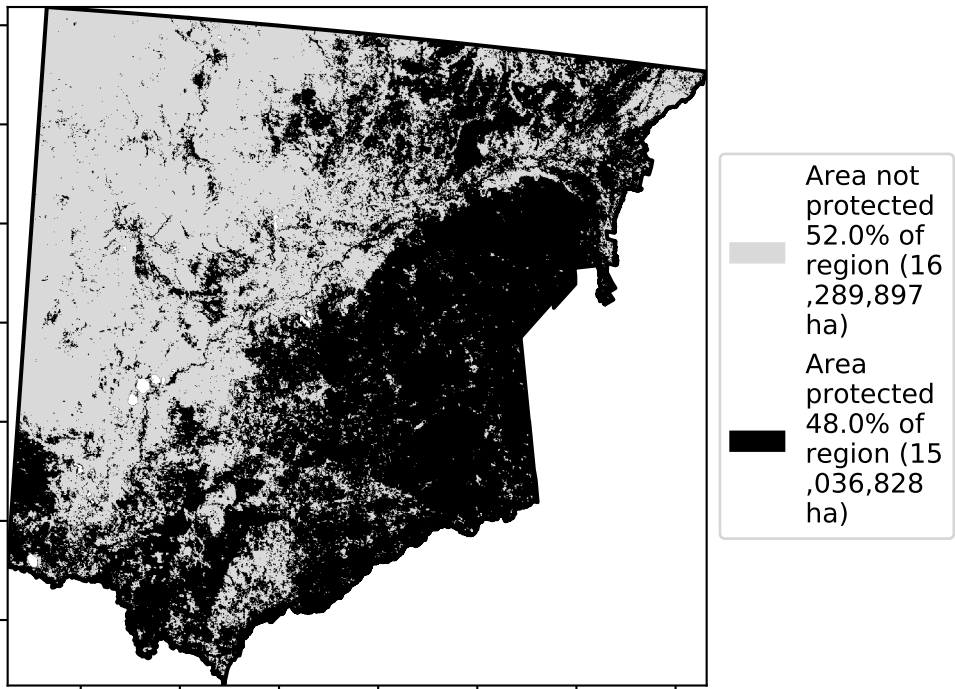 Area not
protected
52.0% of
region (16
,289,897
ha)
Area
protected
48.0% of
region (15
,036,828
ha)